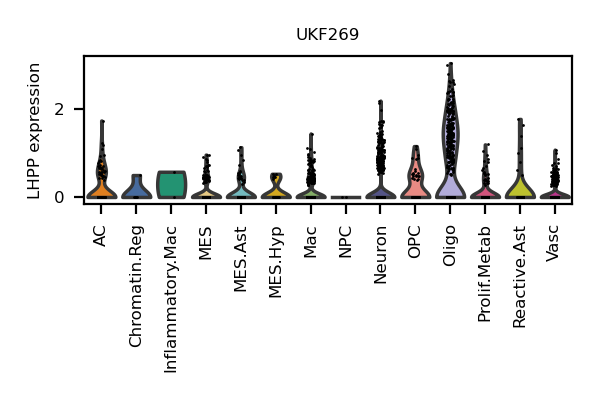 UKF269
LHPP expression
2
0
AC
Chromatin.Reg
Inflammatory.Mac
MES
MES.Ast
MES.Hyp
Mac
NPC
Neuron
OPC
Oligo
Prolif.Metab
Reactive.Ast
Vasc